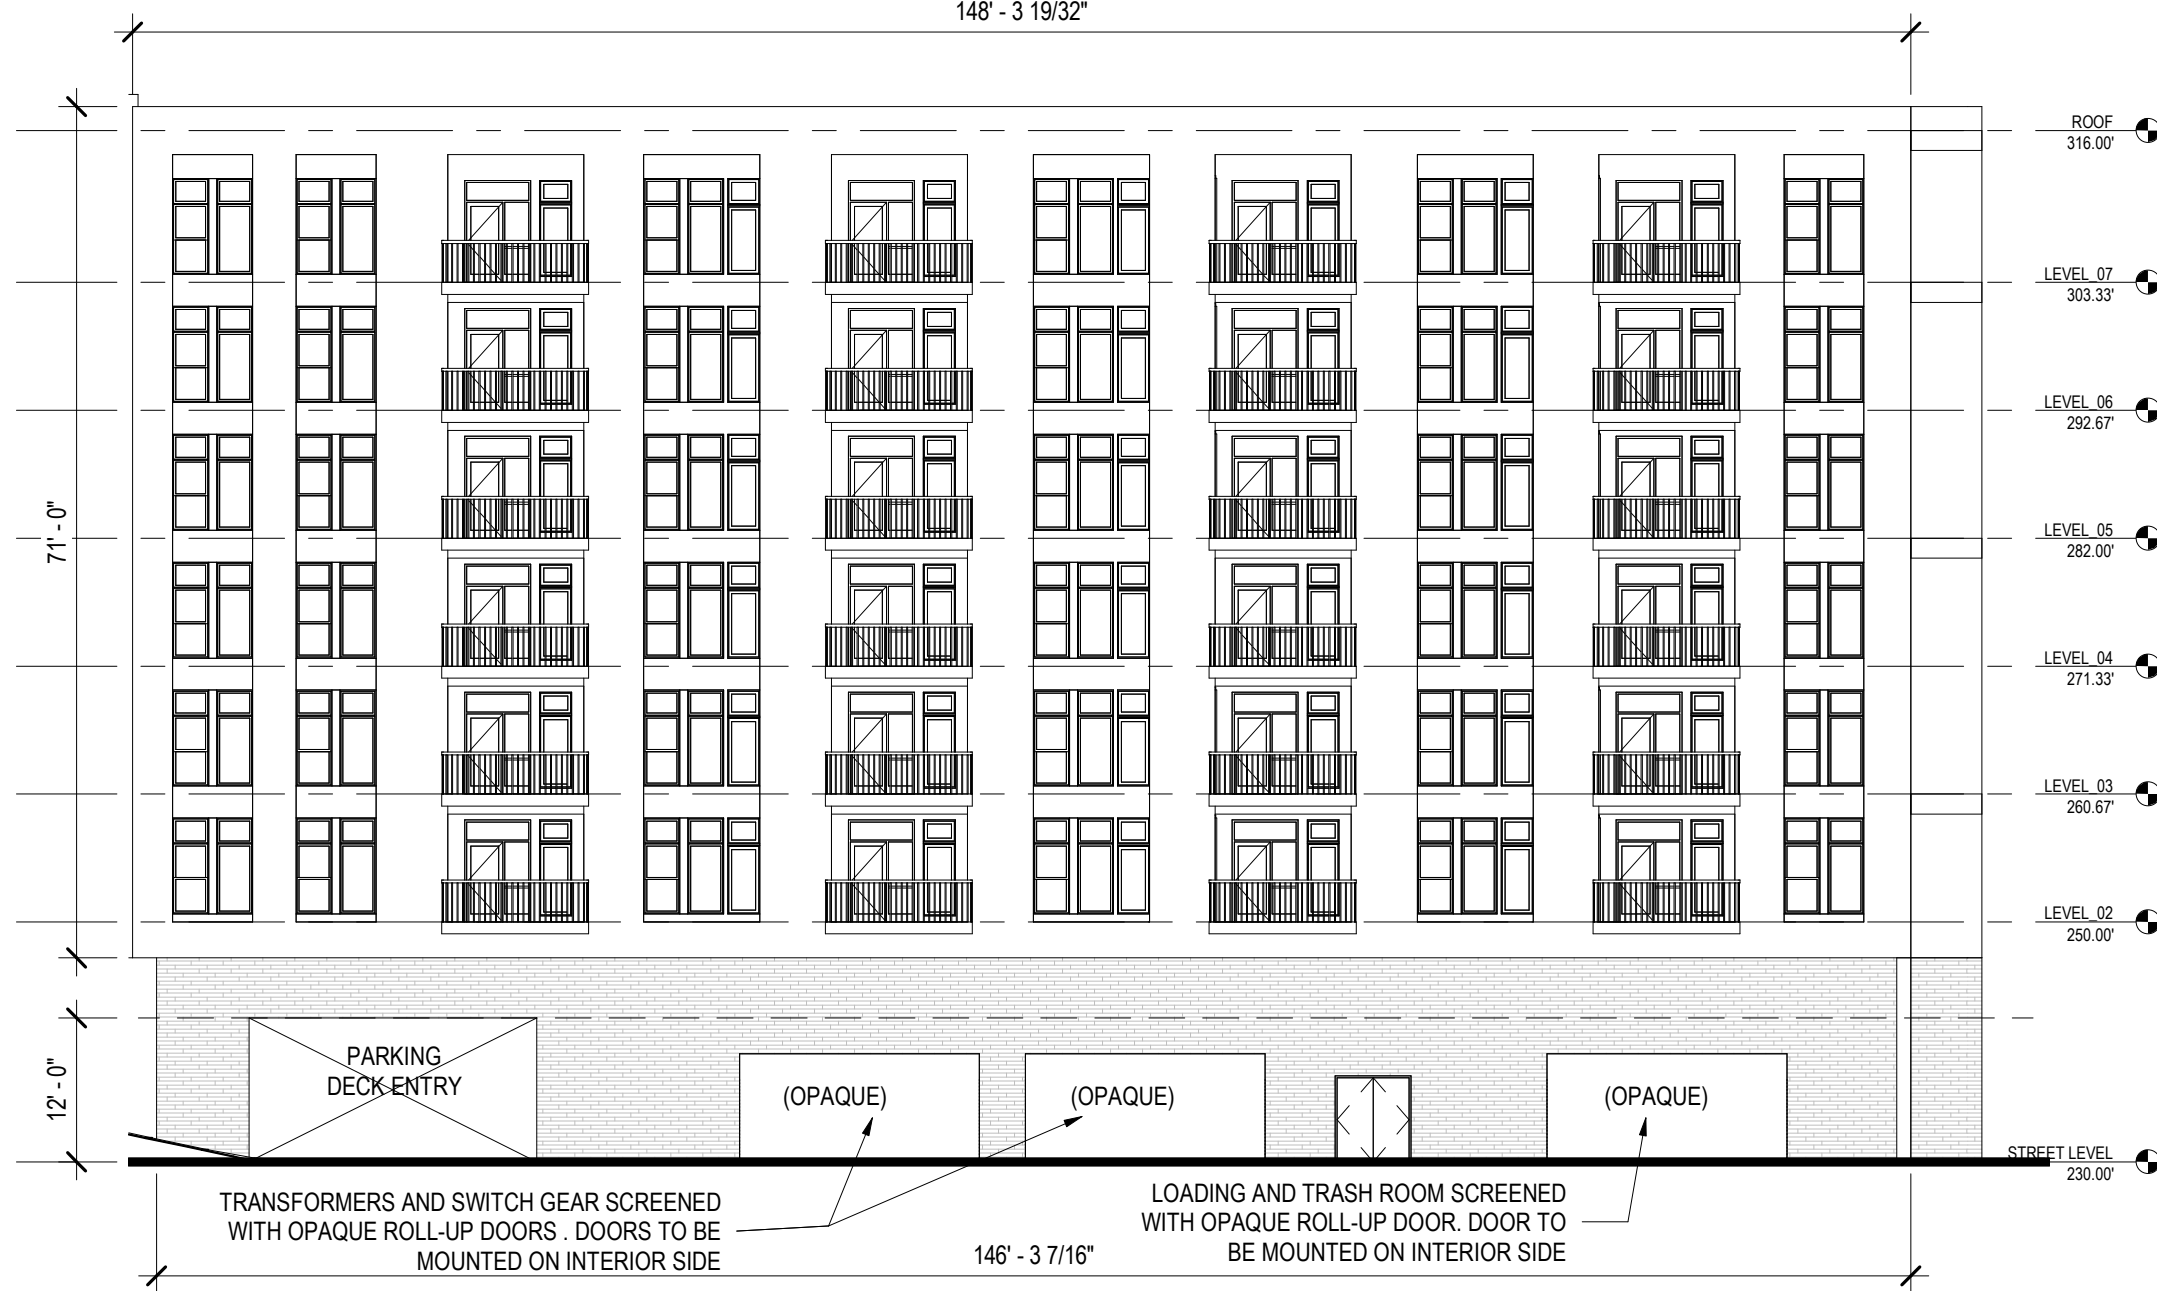 148' - 3 19/32"
ROOF
316.00'
LEVEL_07
303.33'
LEVEL_06
292.67'
LEVEL_05
282.00'
71' - 0"
LEVEL_04
271.33'
LEVEL_03
260.67'
LEVEL_02
250.00'
PARKING
DECK ENTRY
12' - 0"
(OPAQUE)
(OPAQUE)
(OPAQUE)
STREET LEVEL
230.00'
TRANSFORMERS AND SWITCH GEAR SCREENED
WITH OPAQUE ROLL-UP DOORS . DOORS TO BE
MOUNTED ON INTERIOR SIDE
LOADING AND TRASH ROOM SCREENED
WITH OPAQUE ROLL-UP DOOR. DOOR TO
BE MOUNTED ON INTERIOR SIDE
146' - 3 7/16"